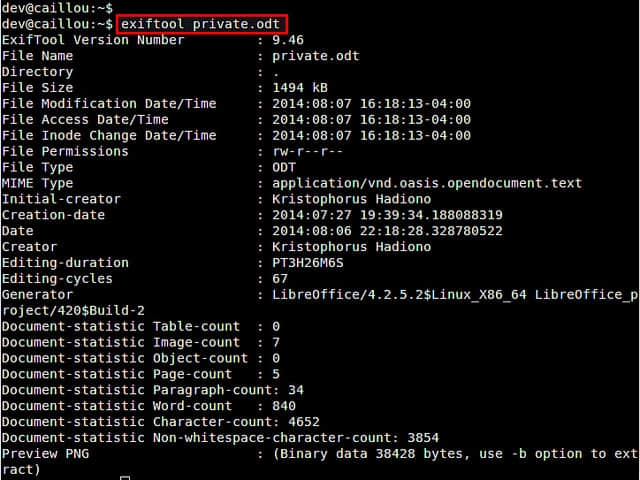 dev@caillou:~$
dev@caillou:~$ exiftool private.odt
ExifTool Version Number         : 9.46
File Name                       : private.odt
Directory                       : .
File Size                       : 1494 kB
File Modification Date/Time     : 2014:08:07 16:18:13-04:00
File Access Date/Time           : 2014:08:07 16:18:13-04:00
File Inode Change Date/Time     : 2014:08:07 16:18:13-04:00
File Permissions                : rw-r--r--
File Type                       : ODT
MIME Type                       : application/vnd.oasis.opendocument.text
Initial-creator                 : Kristophorus Hadiono
Creation-date                   : 2014:07:27 19:39:34.188088319
Date                            : 2014:08:06 22:18:28.328780522
Creator                         : Kristophorus Hadiono
Editing-duration                : PT3H26M6S
Editing-cycles                  : 67
Generator                       : LibreOffice/4.2.5.2$Linux_X86_64 LibreOffice_p
roject/420$Build-2
Document-statistic Table-count  : 0
Document-statistic Image-count  : 7
Document-statistic Object-count : 0
Document-statistic Page-count   : 5
Document-statistic Paragraph-count: 34
Document-statistic Word-count   : 840
Document-statistic Character-count: 4652
Document-statistic Non-whitespace-character-count: 3854
Preview PNG                     : (Binary data 38428 bytes, use -b option to ext
ract)